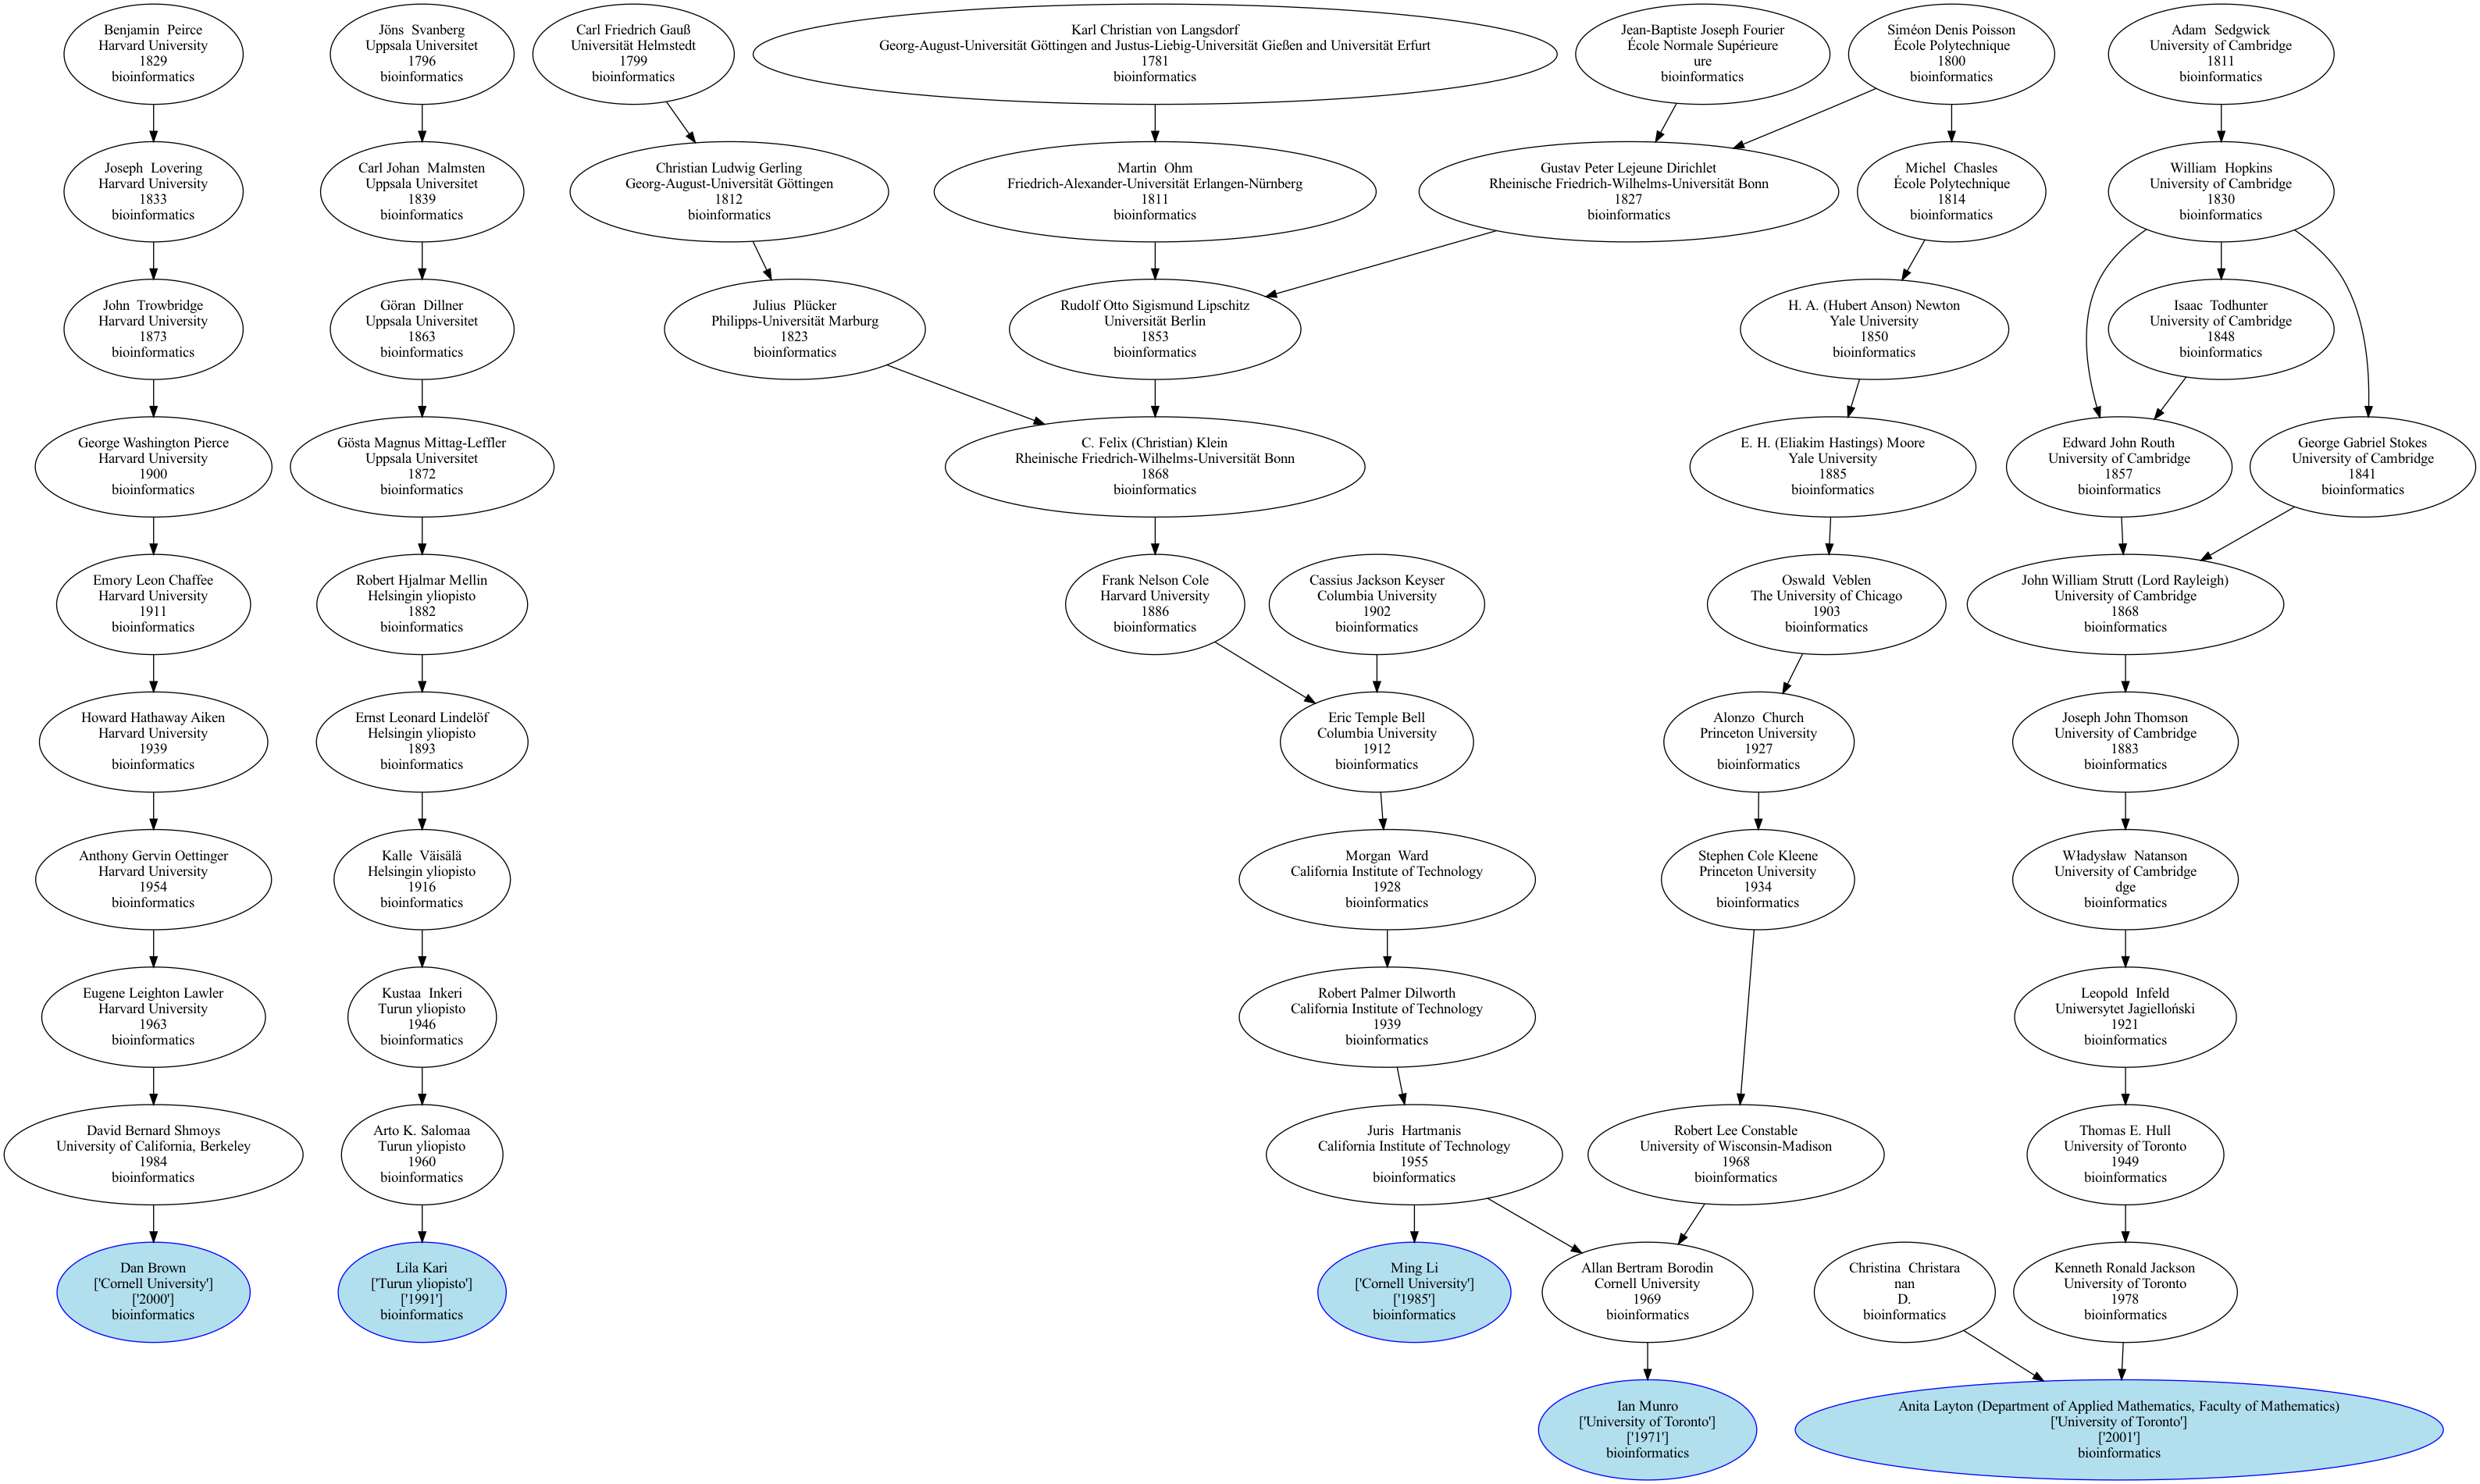 Benjamin  Peirce
Harvard University
1829
bioinformatics
Jöns  Svanberg
Uppsala Universitet
1796
bioinformatics
Carl Friedrich Gauß
Universität Helmstedt
1799
bioinformatics
Karl Christian von Langsdorf
Georg-August-Universität Göttingen and Justus-Liebig-Universität Gießen and Universität Erfurt
1781
bioinformatics
Jean-Baptiste Joseph Fourier
École Normale Supérieure
ure
bioinformatics
Siméon Denis Poisson
École Polytechnique
1800
bioinformatics
Adam  Sedgwick
University of Cambridge
1811
bioinformatics
Joseph  Lovering
Harvard University
1833
bioinformatics
Carl Johan  Malmsten
Uppsala Universitet
1839
bioinformatics
Christian Ludwig Gerling
Georg-August-Universität Göttingen
1812
bioinformatics
Martin  Ohm
Friedrich-Alexander-Universität Erlangen-Nürnberg
1811
bioinformatics
Gustav Peter Lejeune Dirichlet
Rheinische Friedrich-Wilhelms-Universität Bonn
1827
bioinformatics
Michel  Chasles
École Polytechnique
1814
bioinformatics
William  Hopkins
University of Cambridge
1830
bioinformatics
John  Trowbridge
Harvard University
1873
bioinformatics
Göran  Dillner
Uppsala Universitet
1863
bioinformatics
Julius  Plücker
Philipps-Universität Marburg
1823
bioinformatics
Rudolf Otto Sigismund Lipschitz
Universität Berlin
1853
bioinformatics
H. A. (Hubert Anson) Newton
Yale University
1850
bioinformatics
Isaac  Todhunter
University of Cambridge
1848
bioinformatics
George Washington Pierce
Harvard University
1900
bioinformatics
Gösta Magnus Mittag-Leffler
Uppsala Universitet
1872
bioinformatics
C. Felix (Christian) Klein
Rheinische Friedrich-Wilhelms-Universität Bonn
1868
bioinformatics
E. H. (Eliakim Hastings) Moore
Yale University
1885
bioinformatics
Edward John Routh
University of Cambridge
1857
bioinformatics
George Gabriel Stokes
University of Cambridge
1841
bioinformatics
Emory Leon Chaffee
Harvard University
1911
bioinformatics
Robert Hjalmar Mellin
Helsingin yliopisto
1882
bioinformatics
Frank Nelson Cole
Harvard University
1886
bioinformatics
Cassius Jackson Keyser
Columbia University
1902
bioinformatics
Oswald  Veblen
The University of Chicago
1903
bioinformatics
John William Strutt (Lord Rayleigh)
University of Cambridge
1868
bioinformatics
Howard Hathaway Aiken
Harvard University
1939
bioinformatics
Ernst Leonard Lindelöf
Helsingin yliopisto
1893
bioinformatics
Eric Temple Bell
Columbia University
1912
bioinformatics
Alonzo  Church
Princeton University
1927
bioinformatics
Joseph John Thomson
University of Cambridge
1883
bioinformatics
Anthony Gervin Oettinger
Harvard University
1954
bioinformatics
Kalle  Väisälä
Helsingin yliopisto
1916
bioinformatics
Morgan  Ward
California Institute of Technology
1928
bioinformatics
Stephen Cole Kleene
Princeton University
1934
bioinformatics
Władysław  Natanson
University of Cambridge
dge
bioinformatics
Eugene Leighton Lawler
Harvard University
1963
bioinformatics
Kustaa  Inkeri
Turun yliopisto
1946
bioinformatics
Robert Palmer Dilworth
California Institute of Technology
1939
bioinformatics
Leopold  Infeld
Uniwersytet Jagielloński
1921
bioinformatics
David Bernard Shmoys
University of California, Berkeley
1984
bioinformatics
Arto K. Salomaa
Turun yliopisto
1960
bioinformatics
Juris  Hartmanis
California Institute of Technology
1955
bioinformatics
Robert Lee Constable
University of Wisconsin-Madison
1968
bioinformatics
Thomas E. Hull
University of Toronto
1949
bioinformatics
Dan Brown
['Cornell University']
['2000']
bioinformatics
Lila Kari
['Turun yliopisto']
['1991']
bioinformatics
Ming Li
['Cornell University']
['1985']
bioinformatics
Allan Bertram Borodin
Cornell University
1969
bioinformatics
Christina  Christara
nan
D.
bioinformatics
Kenneth Ronald Jackson
University of Toronto
1978
bioinformatics
Ian Munro
['University of Toronto']
['1971']
bioinformatics
Anita Layton (Department of Applied Mathematics, Faculty of Mathematics)
['University of Toronto']
['2001']
bioinformatics